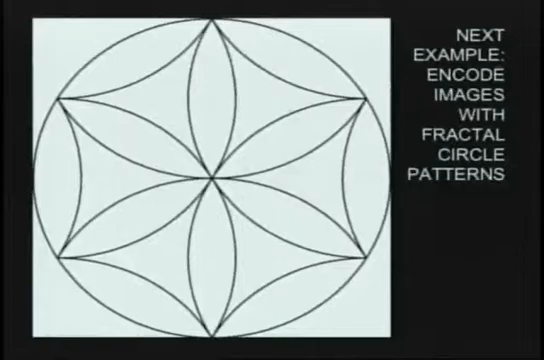 NEXT
EXAMPLE:
ENCODE
IMAGES
WITH
FRACTAL
CIRCLE
PATTERNS